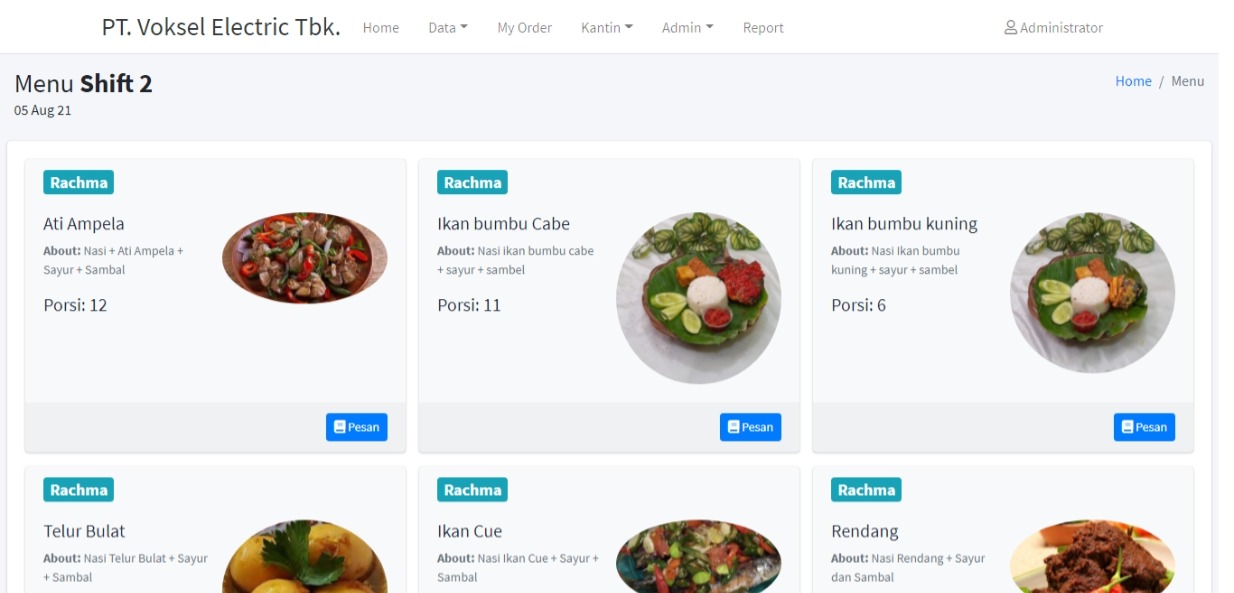 PT. Voksel Electric Tbk. Home Data My Order Kantin Admin Report Administrator
Menu Shift 2
Home / Menu
05 Aug 21
Rachma
Ati Ampela
About: Nasi + Ati Ampela +
Sayur + Sambal
Porsi: 12
Pesan
Rachma
Ikan bumbu Cabe
About: Nasi ikan bumbu cabe
+ sayur + sambel
Porsi: 11
Pesan
Rachma
Ikan bumbu kuning
About: Nasi Ikan bumbu
kuning + sayur + sambel
Porsi: 6
Pesan
Rachma
Telur Bulat
About: Nasi Telur Bulat + Sayur
+ Sambal
Rachma
Ikan Cue
About: Nasi Ikan Cue + Sayur +
Sambal
Rachma
Rendang
About: Nasi Rendang + Sayur
dan Sambal